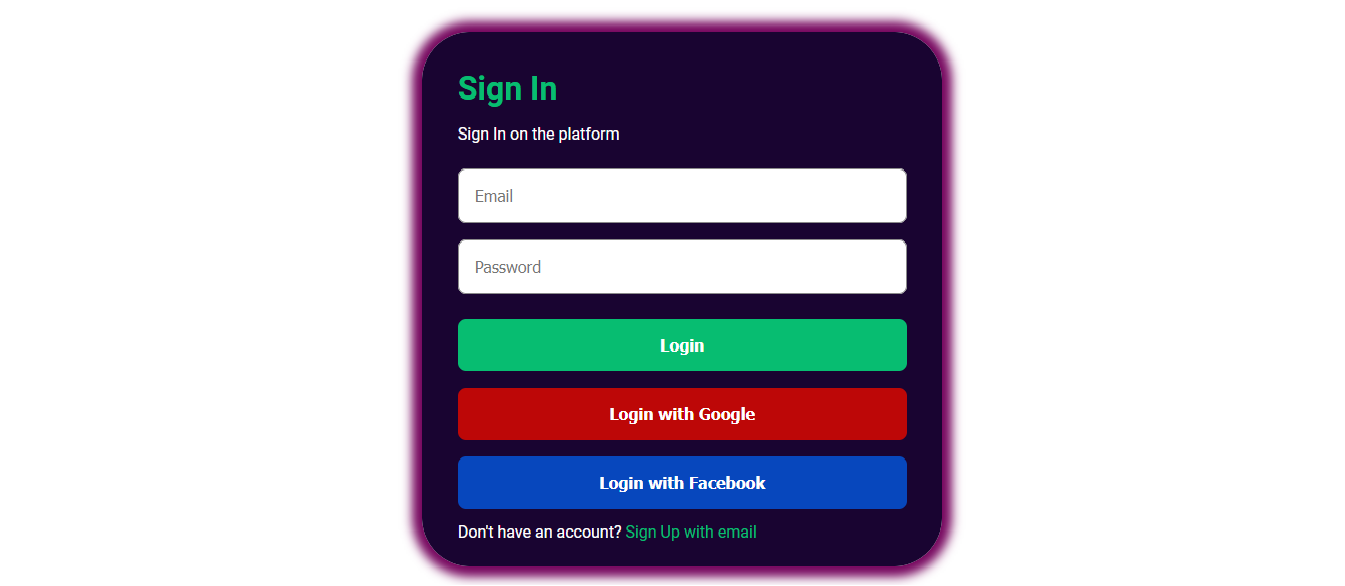 Sign In
Sign In on the platform
Email
Password
Login
Login with Google
Login with Facebook
Don't have an account? Sign Up with email